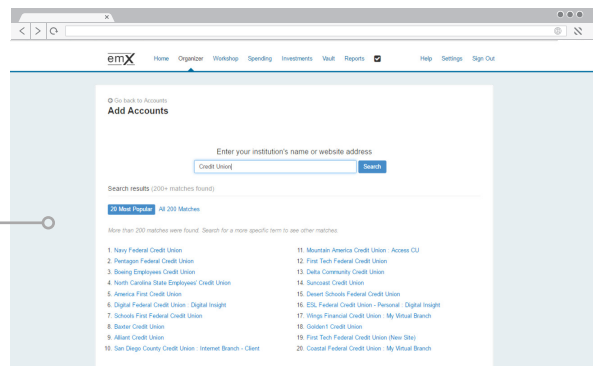 emX Home Organizer Workshop Spending Investments Vault Reports Help Settings Sign Out
Go back to Accounts
Add Accounts
Enter your institution's name or website address
Credit Union Search
Search results (200+ matches found)
20 Most Popular All 200 Matches
More than 200 matches were found. Search for a more specific term to see other matches.
1. Navy Federal Credit Union
2. Pentagon Federal Credit Union
3. Boeing Employees Credit Union
4. North Carolina State Employees' Credit Union
5. America First Credit Union
6. Digital Federal Credit Union : Digital Insight
7. Schools First Federal Credit Union
8. Baxter Credit Union
9. Alliant Credit Union
10. San Diego County Credit Union : Internet Branch - Client
11. Mountain America Credit Union : Access CU
12. First Tech Federal Credit Union
13. Delta Community Credit Union
14. Suncoast Credit Union
15. Desert Schools Federal Credit Union
16. ESL Federal Credit Union - Personal : Digital Insight
17. Wings Financial Credit Union : My Virtual Branch
18. Golden1 Credit Union
19. First Tech Federal Credit Union (New Site)
20. Coastal Federal Credit Union : My Virtual Branch